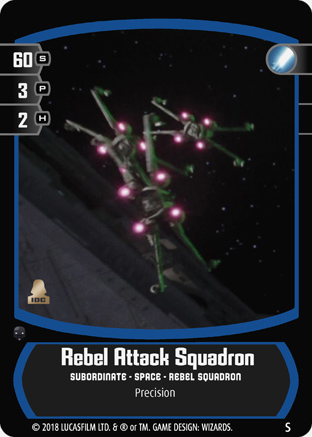 60 S
3 P
2 H
IDC
Rebel Attack Squadron
SUBORDINATE - SPACE - REBEL SQUADRON
Precision
© 2018 LUCASFILM LTD. & ® or TM. GAME DESIGN: WIZARDS.
S